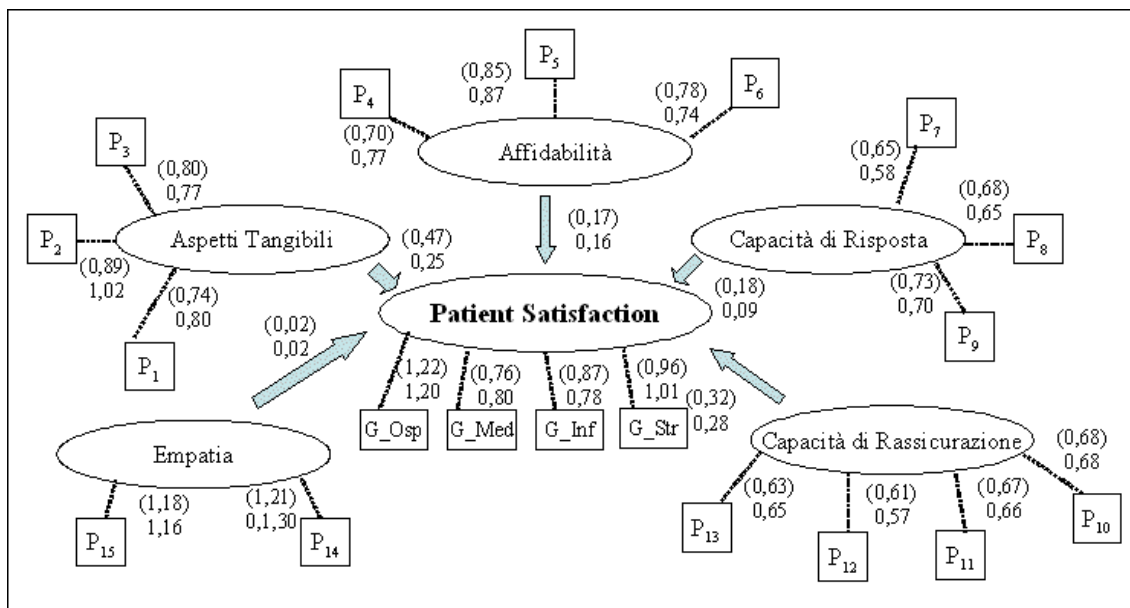 P5
(0,85)
0,87
P4
(0,70)
0,77
P6
(0,78)
0,74
Affidabilità
P3
(0,80)
0,77
P2
(0,89)
1,02
Aspetti Tangibili
(0,74)
0,80
P1
(0,47)
0,25
(0,17)
0,16
P7
(0,65)
0,58
(0,68)
0,65
P8
Capacità di Risposta
(0,73)
0,70
P9
(0,18)
0,09
Patient Satisfaction
(0,02)
0,02
(1,22)
1,20
G_Osp
(0,76)
0,80
G_Med
(0,87)
0,78
G_Inf
(0,96)
1,01
G_Str
(0,32)
0,28
Empatia
(1,18)
1,16
P15
(1,21)
0,1,30
P14
Capacità di Rassicurazione
(0,63)
0,65
P13
(0,61)
0,57
P12
(0,67)
0,66
P11
(0,68)
0,68
P10